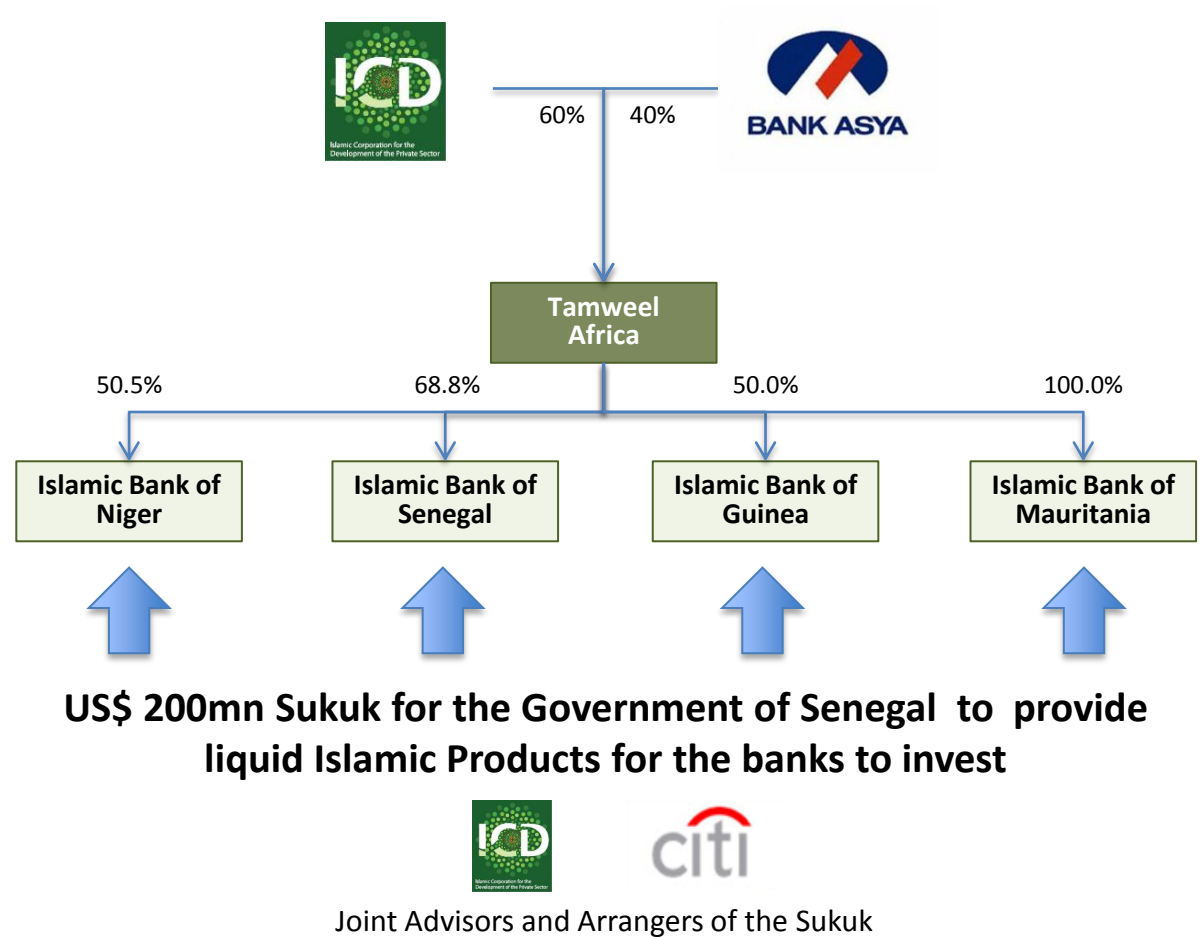 ICD
Islamic Corporation for the
Development of the Private Sector
60%
40%
BANK ASYA
Tamweel
Africa
50.5%
68.8%
50.0%
100.0%
Islamic Bank of
Niger
Islamic Bank of
Senegal
Islamic Bank of
Guinea
Islamic Bank of
Mauritania
US$ 200mn Sukuk for the Government of Senegal to provide
liquid Islamic Products for the banks to invest
ICD
Islamic Corporation for the
Development of the Private Sector
citi
Joint Advisors and Arrangers of the Sukuk